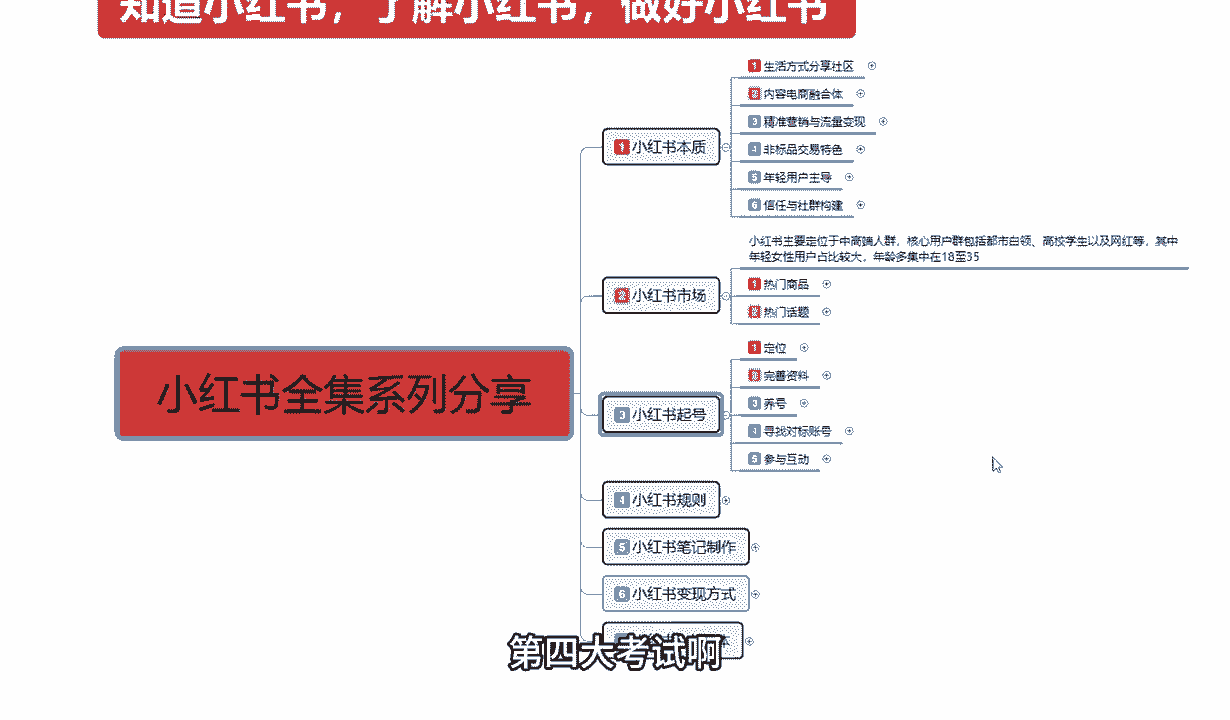 知道小红书，了解小红书，做好小红书
小红书全集系列分享
1 小红书本质
1 生活方式分享社区
2 内容电商融合体
3 精准营销与流量变现
4 非标品交易特色
5 年轻用户主导
6 信任与社群构建
2 小红书市场
小红书主要定位于中高端人群，核心用户群包括都市白领、高校学生以及网红等，其中
年轻女性用户占比较大，年龄多集中在18至35
1 热门商品
2 热门话题
3 小红书起号
1 定位
2 完善资料
3 养号
4 寻找对标账号
5 参与互动
4 小红书规则
5 小红书笔记制作
6 小红书变现方式
第四大考试啊